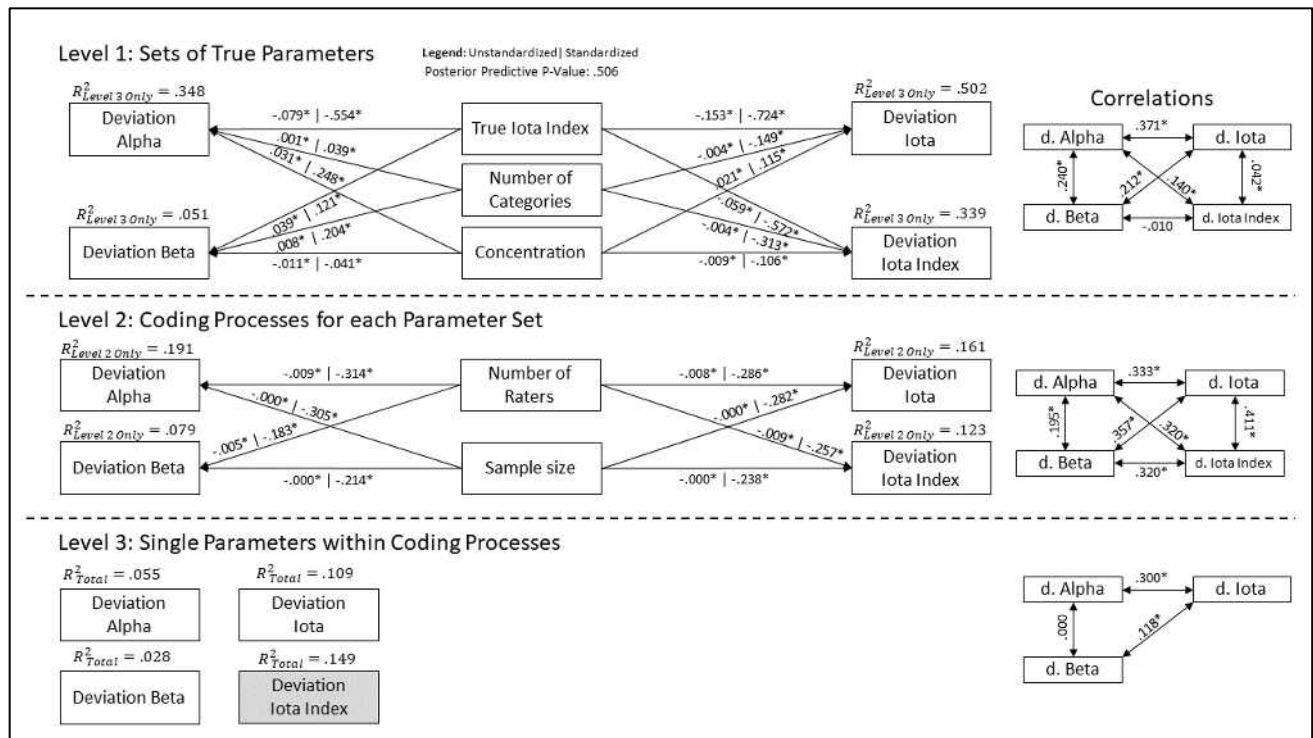 Level 1: Sets of True Parameters
Legend: Unstandardized| Standardized
Posterior Predictive P-Value: .506
R²Level 3 Only = .348
Deviation
Alpha
R²Level 3 Only = .051
Deviation Beta
-.079* | -.554*
.001* | .039*
.031* | .248*
.039* | .121*
.008* | .204*
-.011* | -.041*
True Iota Index
Number of
Categories
Concentration
-.153* | -.724*
-.004* | -.149*
.021* | .115*
-.059* | -.572*
-.004* | -.313*
-.009* | -.106*
R²Level 3 Only = .502
Deviation
Iota
R²Level 3 Only = .339
Deviation
Iota Index
Correlations
d. Alpha
.371*
d. Iota
.240*
.212*
.140*
.042*
d. Beta
-.010
d. Iota Index
Level 2: Coding Processes for each Parameter Set
R²Level 2 Only = .191
Deviation
Alpha
R²Level 2 Only = .079
Deviation Beta
-.009* | -.314*
-.000* | -.305*
-.005* | -.183*
-.000* | -.214*
Number of
Raters
Sample size
-.008* | -.286*
-.000* | -.282*
-.009* | -.257*
-.000* | -.238*
R²Level 2 Only = .161
Deviation
Iota
R²Level 2 Only = .123
Deviation
Iota Index
d. Alpha
.333*
d. Iota
.195*
.357*
.320*
.411*
d. Beta
.320*
d. Iota Index
Level 3: Single Parameters within Coding Processes
R²Total = .055
Deviation
Alpha
R²Total = .109
Deviation
Iota
R²Total = .028
Deviation Beta
R²Total = .149
Deviation
Iota Index
d. Alpha
.300*
d. Iota
.000
.118*
d. Beta